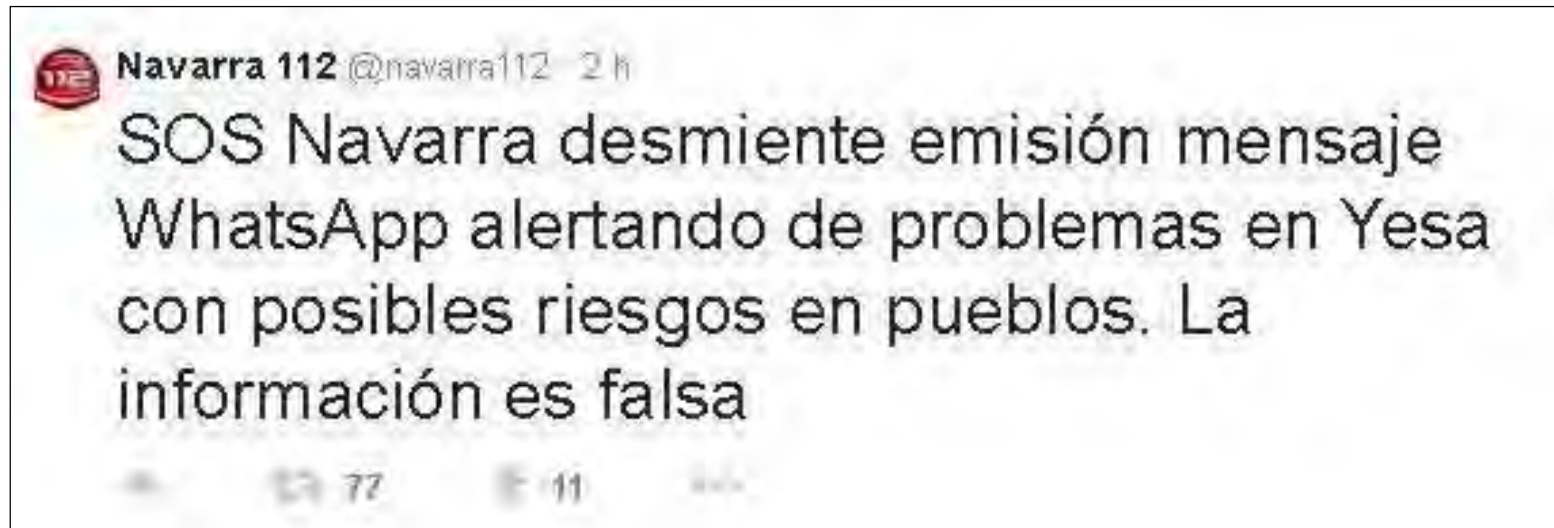 112
Navarra 112 @navarra112 2 h
SOS Navarra desmiente emisión mensaje
WhatsApp alertando de problemas en Yesa
con posibles riesgos en pueblos. La
información es falsa
77 11